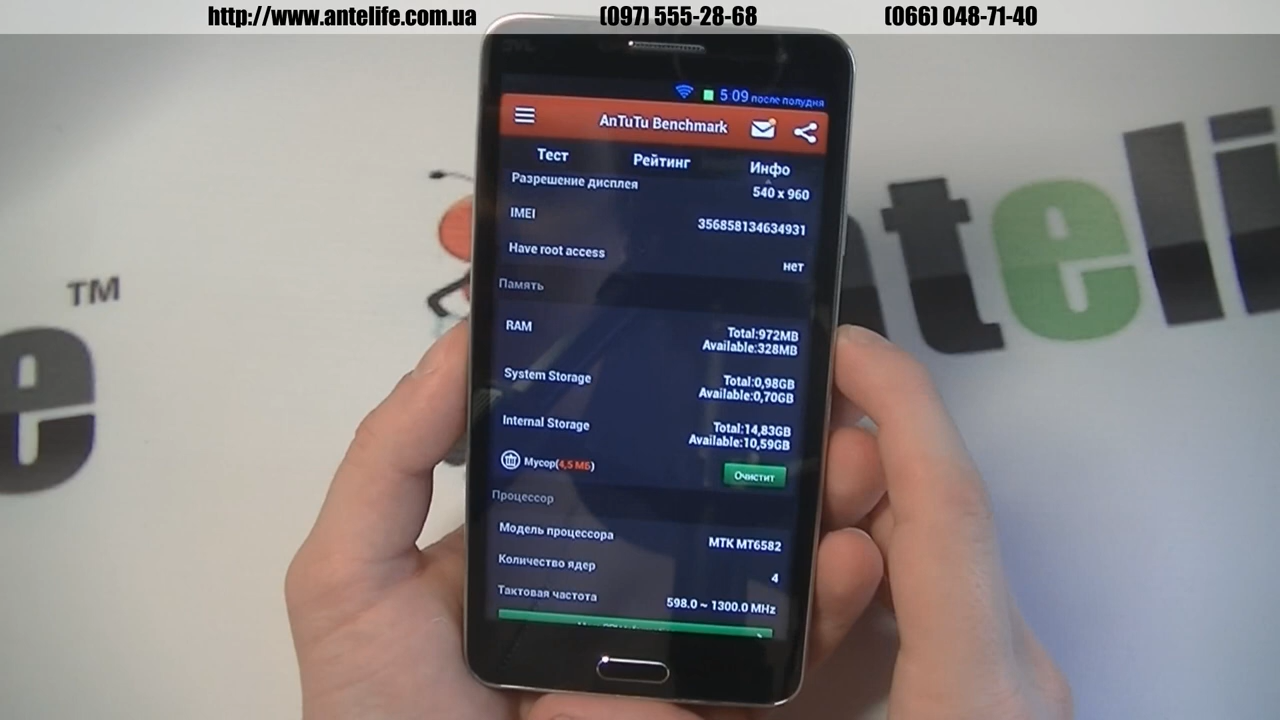 http://www.antelife.com.ua (097) 555-28-68 (066) 048-71-40
5:09 после полудня
AnTuTu Benchmark
Тест Рейтинг Инфо
Разрешение дисплея 540 x 960
IMEI 356858134634931
Have root access нет
Память
RAM Total:972MB
Available:328MB
System Storage Total:0,98GB
Available:0,70GB
Internal Storage Total:14,83GB
Available:10,59GB
Мусор(4,5 МБ) Очистит
Процессор
Модель процессора MTK MT6582
Количество ядер 4
Тактовая частота 598.0 ~ 1300.0 MHz
TM
e
nteli